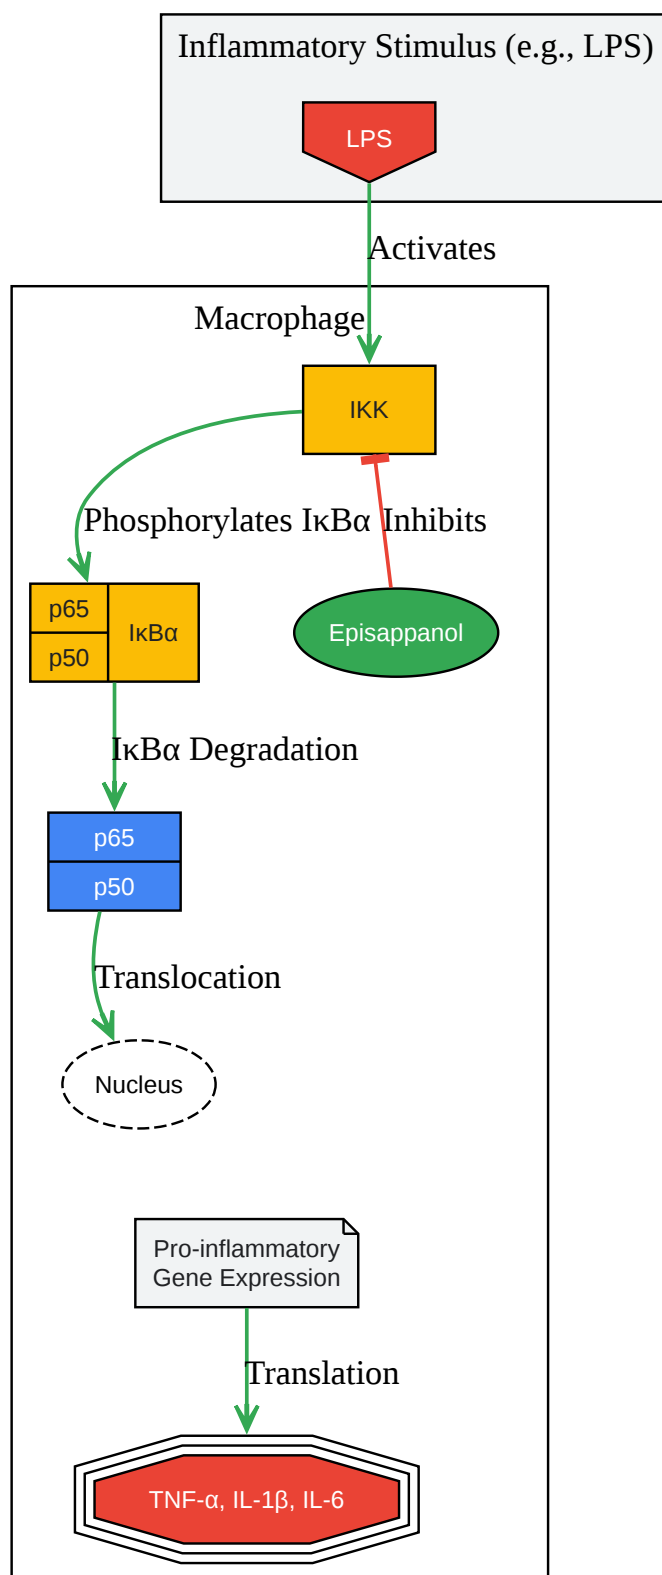 Inflammatory Stimulus (e.g., LPS)
LPS
Activates
Macrophage
IKK
Phosphorylates IκBα
Inhibits
p65
p50
IκBα
Episappanol
IκBα Degradation
p65
p50
Translocation
Nucleus
Pro-inflammatory
Gene Expression
Translation
TNF-α, IL-1β, IL-6